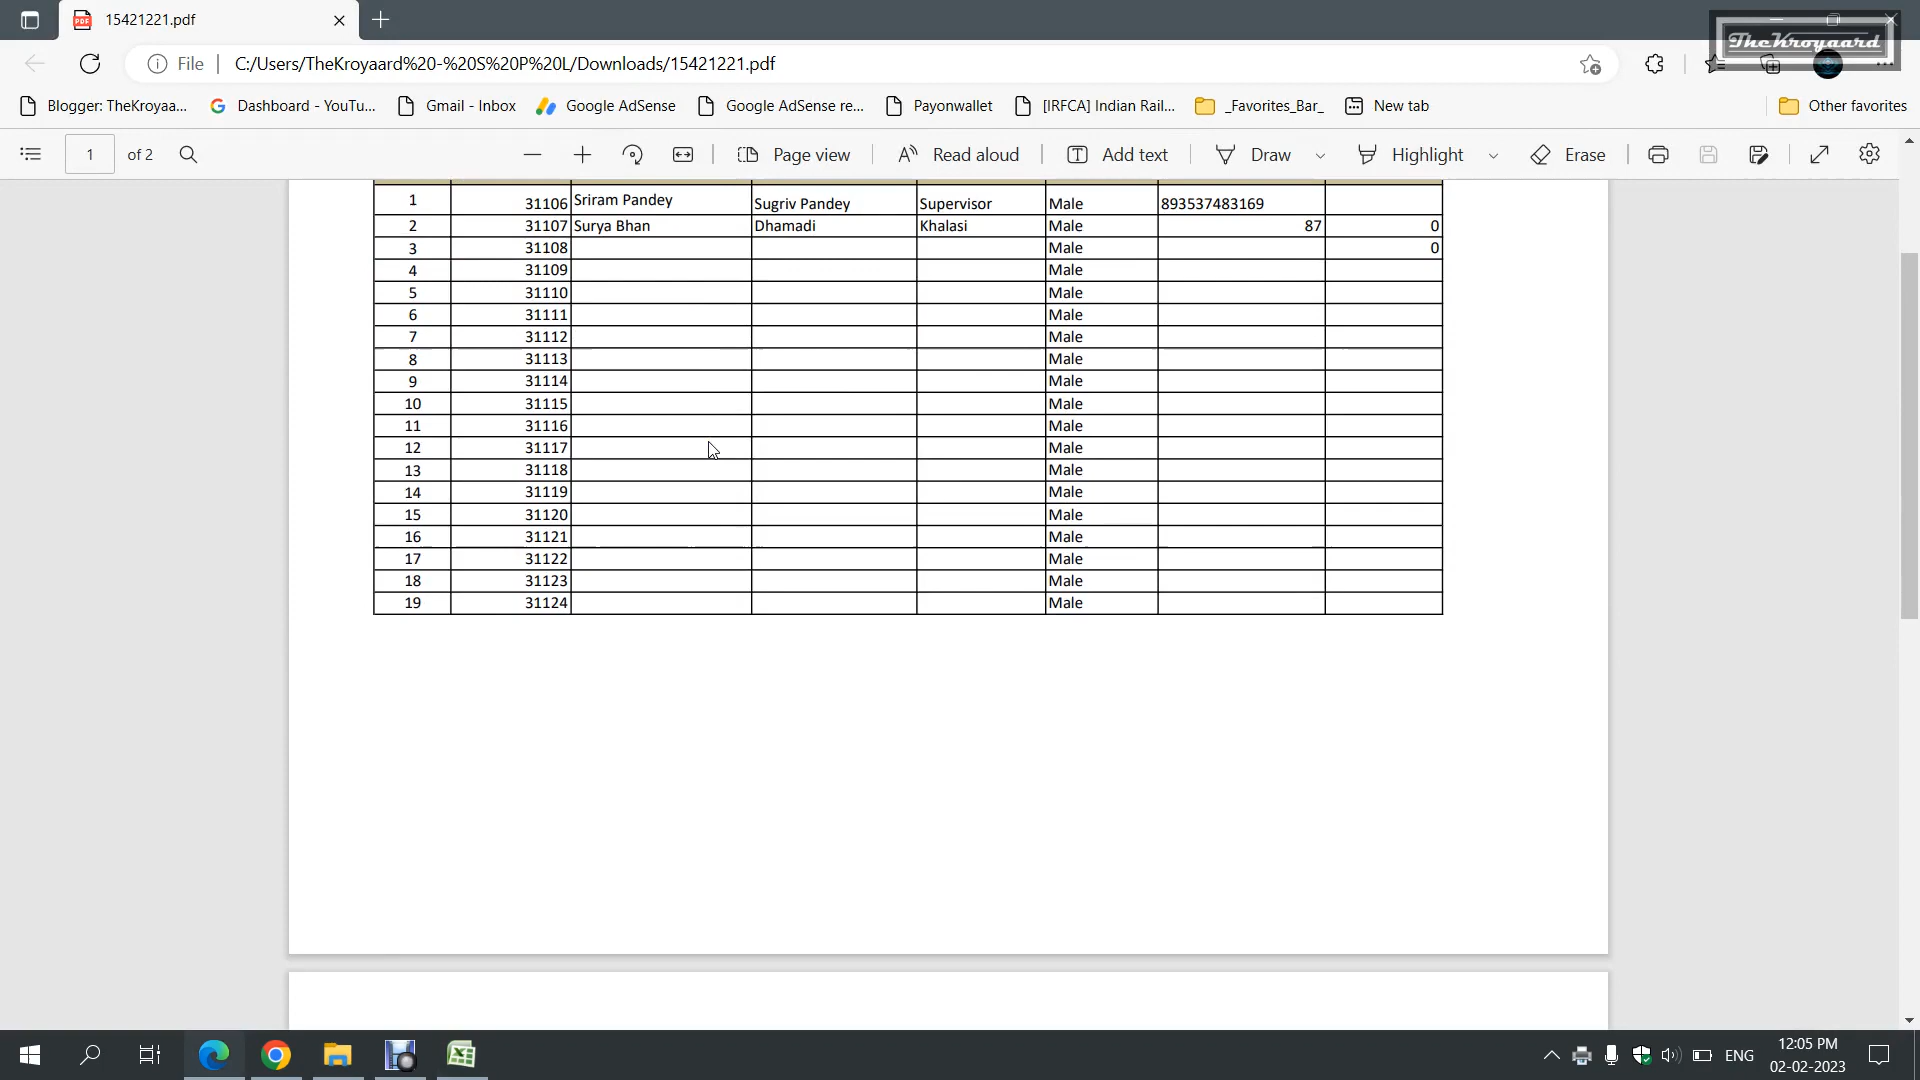 15421221.pdf
TheKroyaard
File
C:/Users/TheKroyaard%20-%20S%20P%20L/Downloads/15421221.pdf
Blogger: TheKroyaa... Dashboard - YouTu... Gmail - Inbox Google AdSense Google AdSense re... Payonwallet [IRFCA] Indian Rail... _Favorites_Bar_ New tab Other favorites
1 of 2 Page view Read aloud Add text Draw Highlight Erase
1 31106 Sriram Pandey Sugriv Pandey Supervisor Male 893537483169
2 31107 Surya Bhan Dhamadi Khalasi Male 87 0
3 31108 Male 0
4 31109 Male
5 31110 Male
6 31111 Male
7 31112 Male
8 31113 Male
9 31114 Male
10 31115 Male
11 31116 Male
12 31117 Male
13 31118 Male
14 31119 Male
15 31120 Male
16 31121 Male
17 31122 Male
18 31123 Male
19 31124 Male
ENG
12:05 PM
02-02-2023